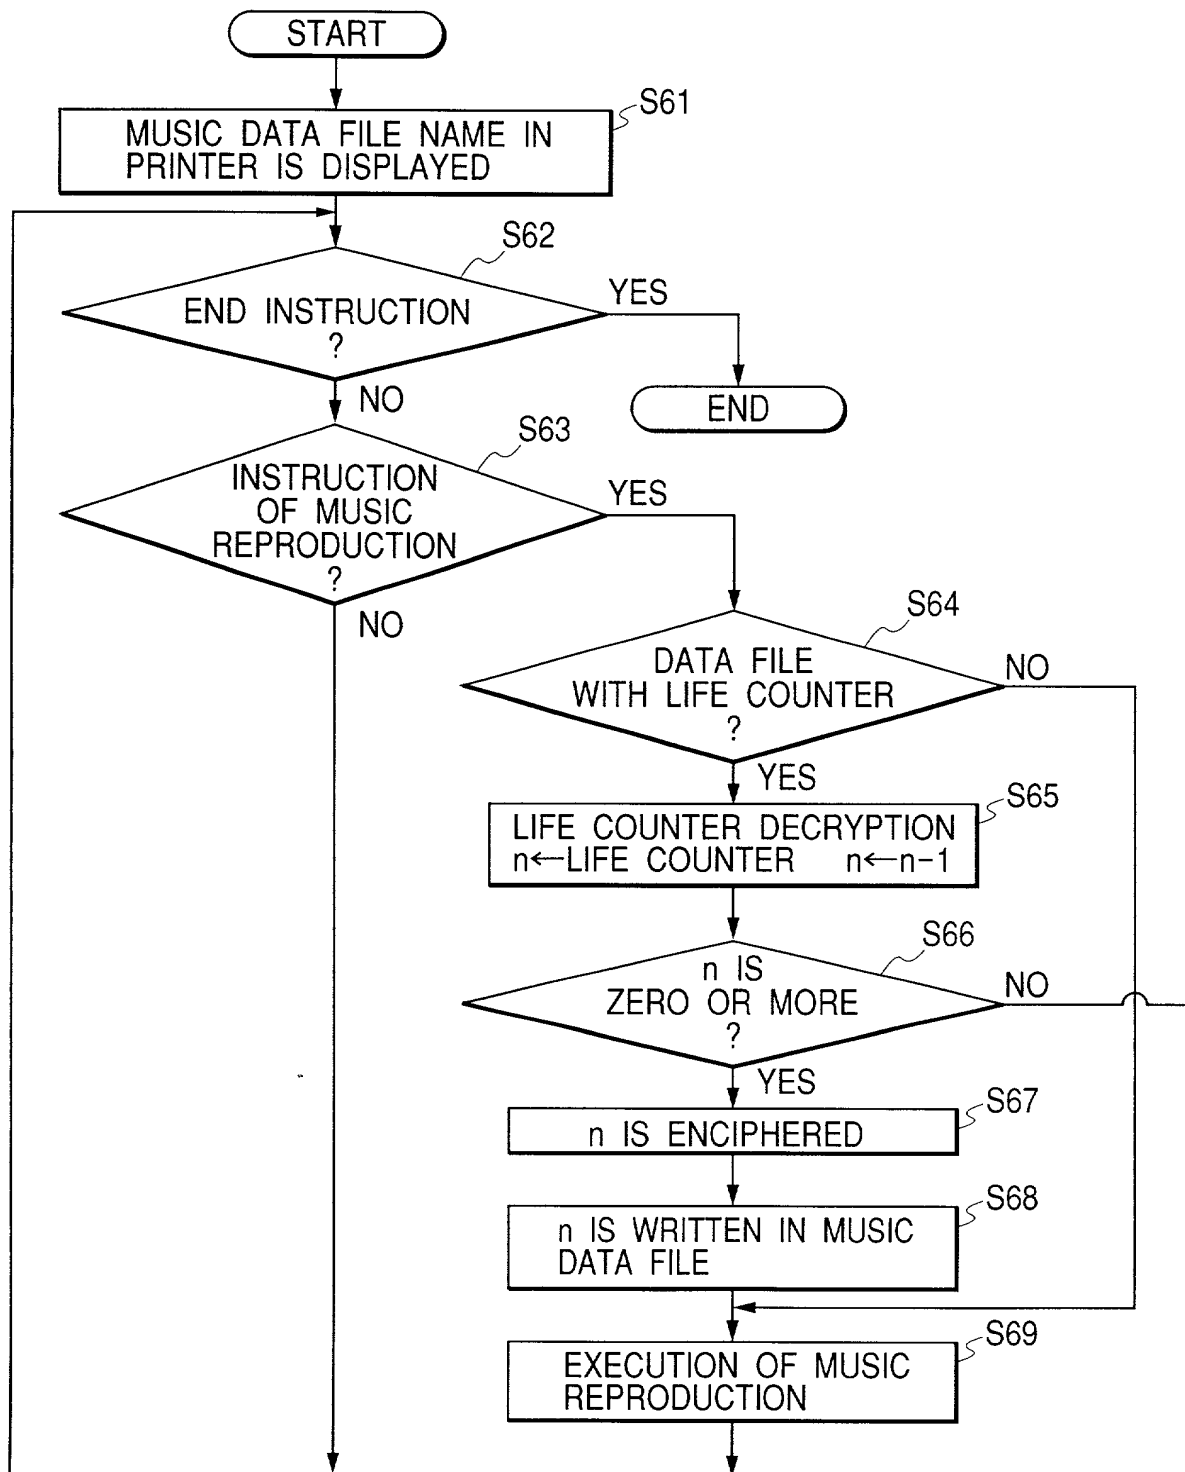 START
S61
MUSIC DATA FILE NAME IN
PRINTER IS DISPLAYED
S62
END INSTRUCTION
?
YES
NO
END
S63
INSTRUCTION
OF MUSIC
REPRODUCTION
?
YES
NO
S64
DATA FILE
WITH LIFE COUNTER
?
NO
YES
S65
LIFE COUNTER DECRYPTION
n←LIFE COUNTER n←n-1
S66
n IS
ZERO OR MORE
?
NO
YES
S67
n IS ENCIPHERED
S68
n IS WRITTEN IN MUSIC
DATA FILE
S69
EXECUTION OF MUSIC
REPRODUCTION